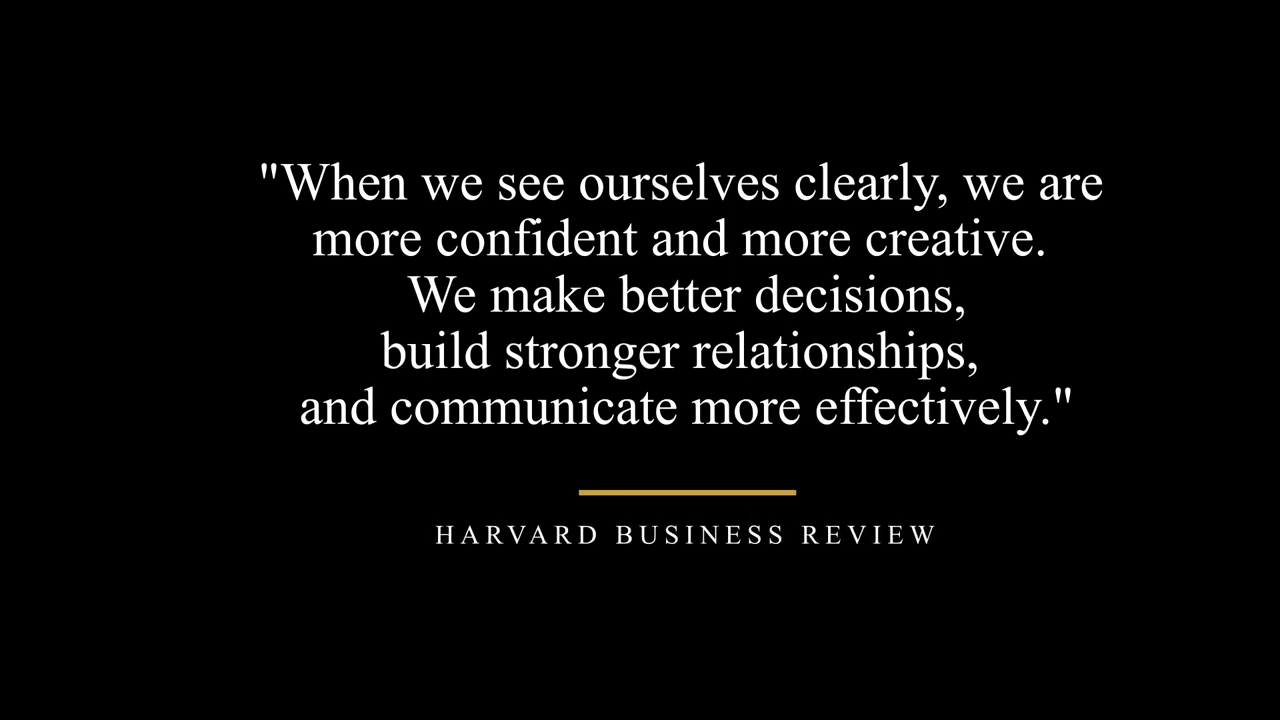 "When we see ourselves clearly, we are
more confident and more creative.
We make better decisions,
build stronger relationships,
and communicate more effectively."
HARVARD BUSINESS REVIEW